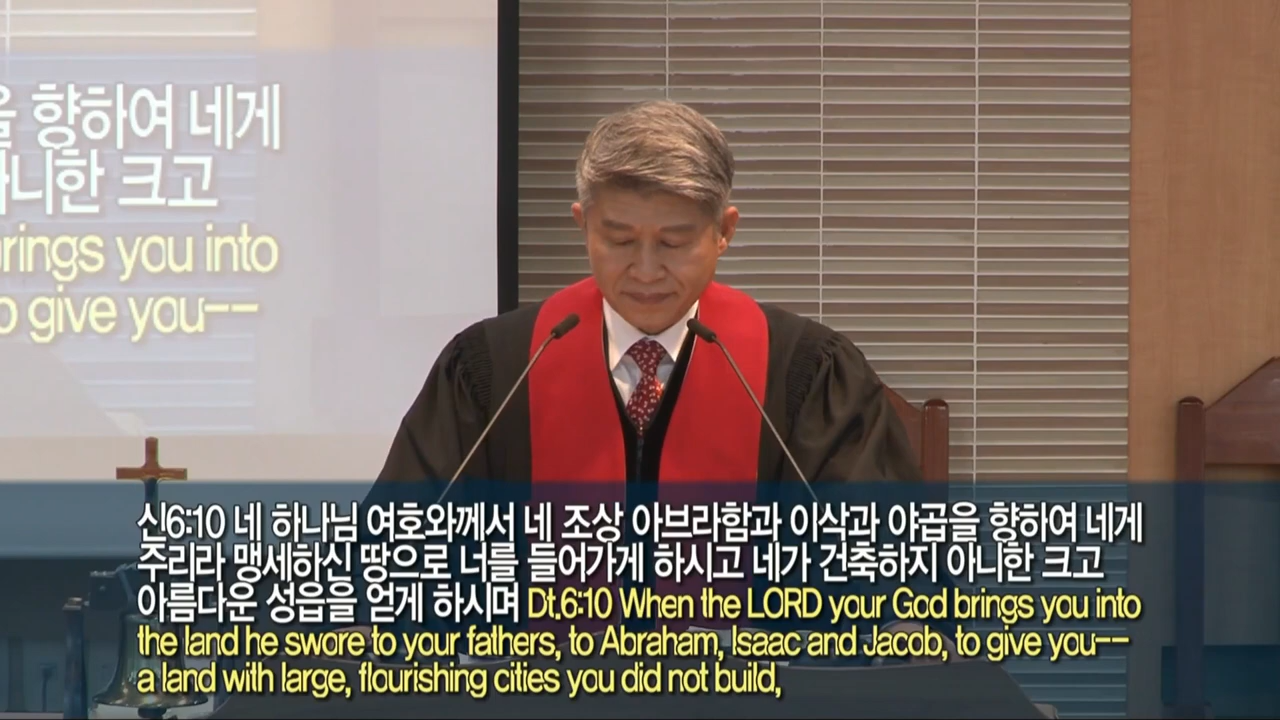 을 향하여 네게
아니한 크고
brings you into
to give you--
신6:10 네 하나님 여호와께서 네 조상 아브라함과 이삭과 야곱을 향하여 네게
주리라 맹세하신 땅으로 너를 들어가게 하시고 네가 건축하지 아니한 크고
아름다운 성읍을 얻게 하시며 Dt.6:10 When the LORD your God brings you into
the land he swore to your fathers, to Abraham, Isaac and Jacob, to give you--
a land with large, flourishing cities you did not build,